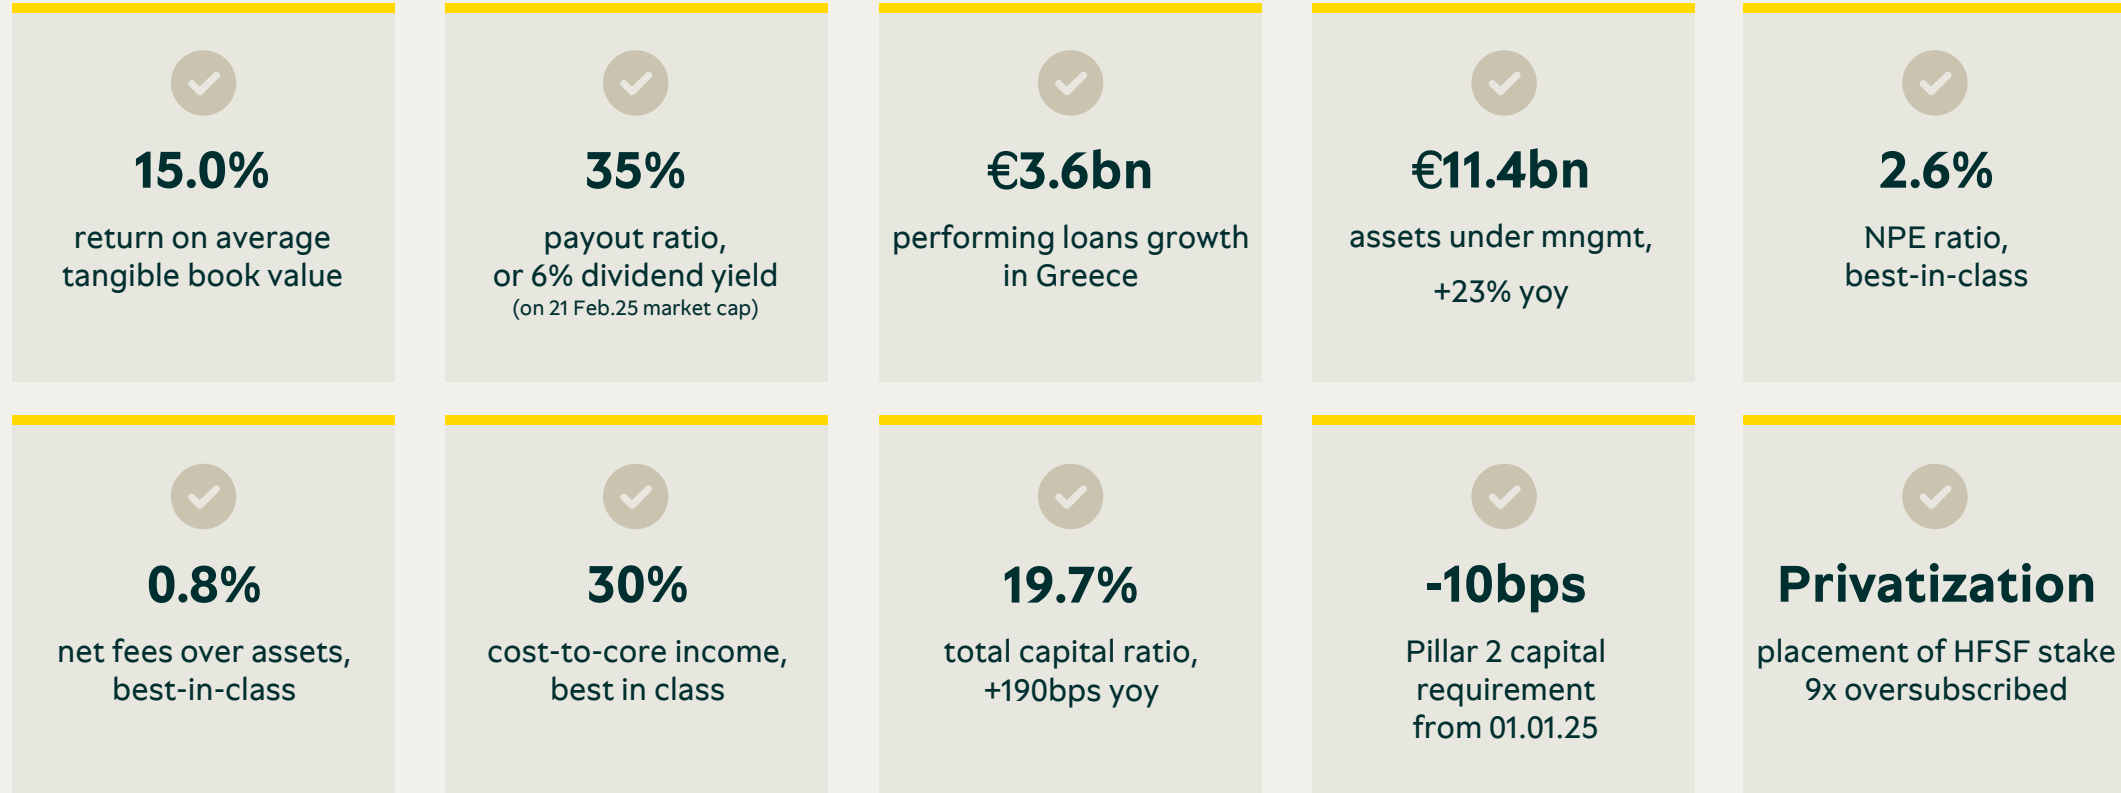 15.0%
return on average
tangible book value
35%
payout ratio,
or 6% dividend yield
(on 21 Feb.25 market cap)
€3.6bn
performing loans growth
in Greece
€11.4bn
assets under mngmt,
+23% yoy
2.6%
NPE ratio,
best-in-class
0.8%
net fees over assets,
best-in-class
30%
cost-to-core income,
best in class
19.7%
total capital ratio,
+190bps yoy
-10bps
Pillar 2 capital
requirement
from 01.01.25
Privatization
placement of HFSF stake
9x oversubscribed